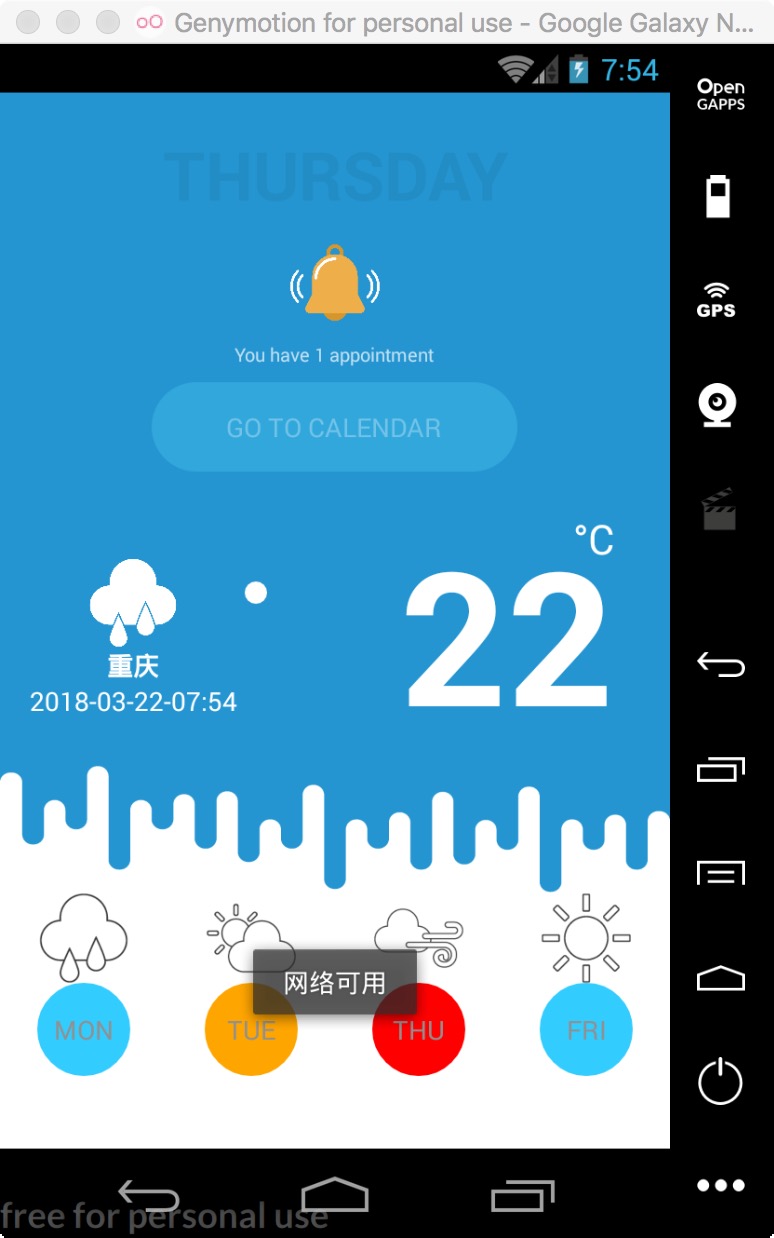 Genymotion for personal use - Google Galaxy N...
7:54
Open
GAPPS
THURSDAY
GPS
You have 1 appointment
GO TO CALENDAR
°C
22
重庆
2018-03-22-07:54
网络可用
MON
TUE
THU
FRI
free for personal use